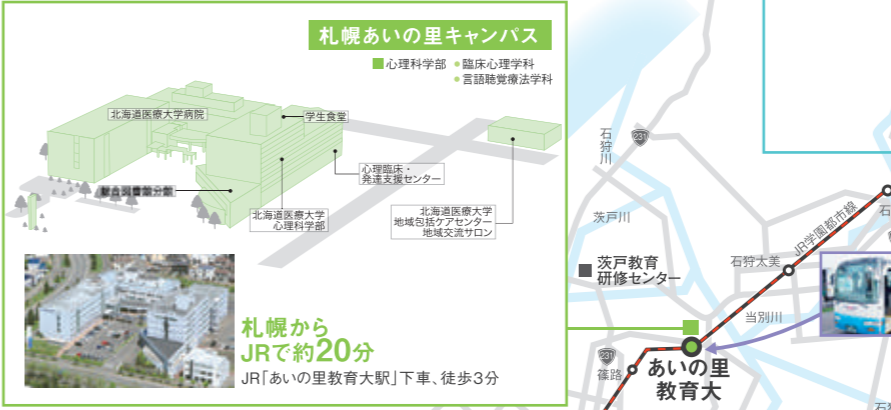 札幌あいの里キャンパス
■心理科学部 ●臨床心理学科
●言語聴覚療法学科
北海道医療大学病院
学生食堂
心理臨床・
発達支援センター
総合図書館分館
北海道医療大学
心理科学部
北海道医療大学
地域包括ケアセンター
地域交流サロン
札幌から
JRで約20分
JR「あいの里教育大駅」下車、徒歩3分
石狩川
231
茨戸川
茨戸教育
研修センター
石狩太美
JR学園都市線
当別川
231
篠路
あいの里
教育大